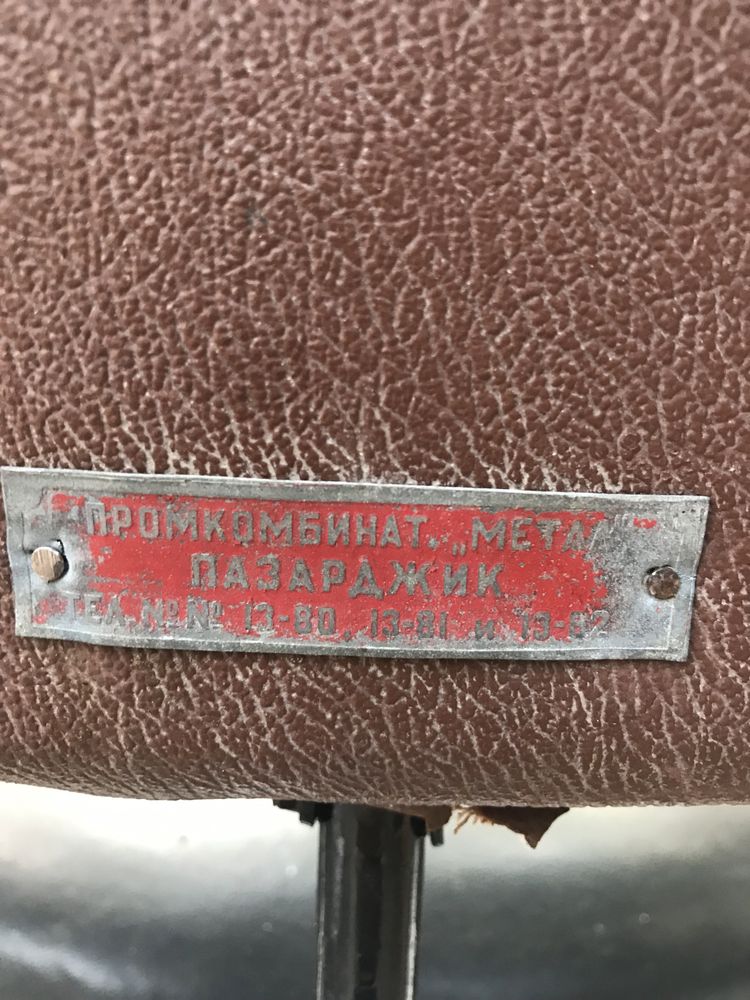 ПРОМКОМБИНАТ „МЕТАЛ"
ПАЗАРДЖИК
ТЕЛ. №№ 13-80, 13-81 и 13-82